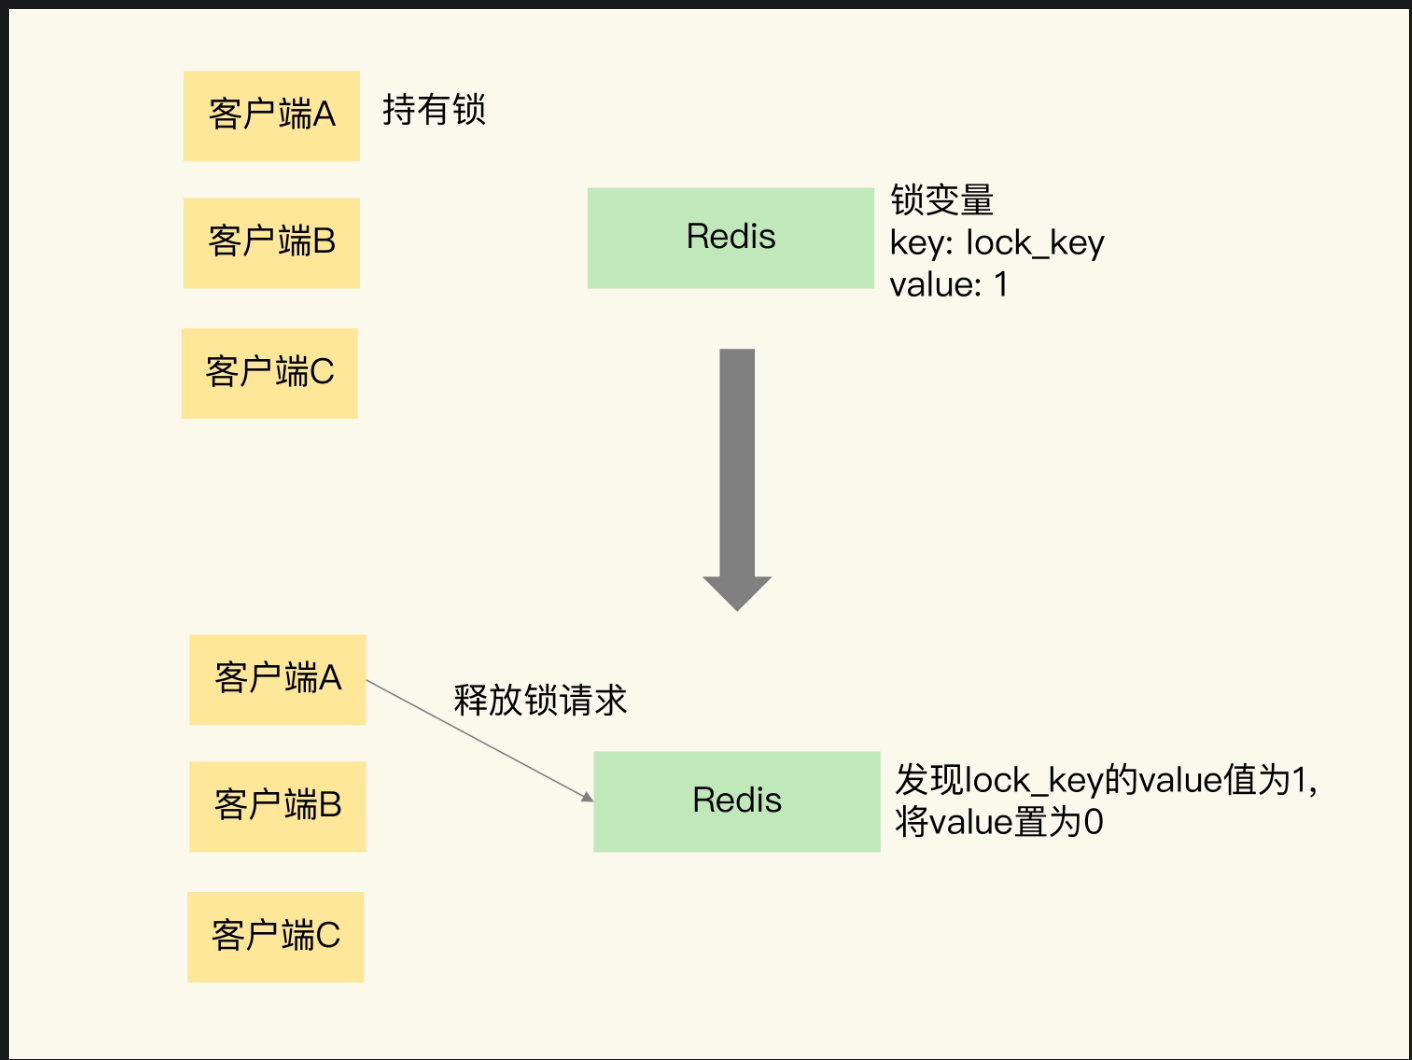 客户端A
持有锁
客户端B
Redis
锁变量
key: lock_key
value: 1
客户端C
客户端A
释放锁请求
客户端B
Redis
发现lock_key的value值为1,
将value置为0
客户端C